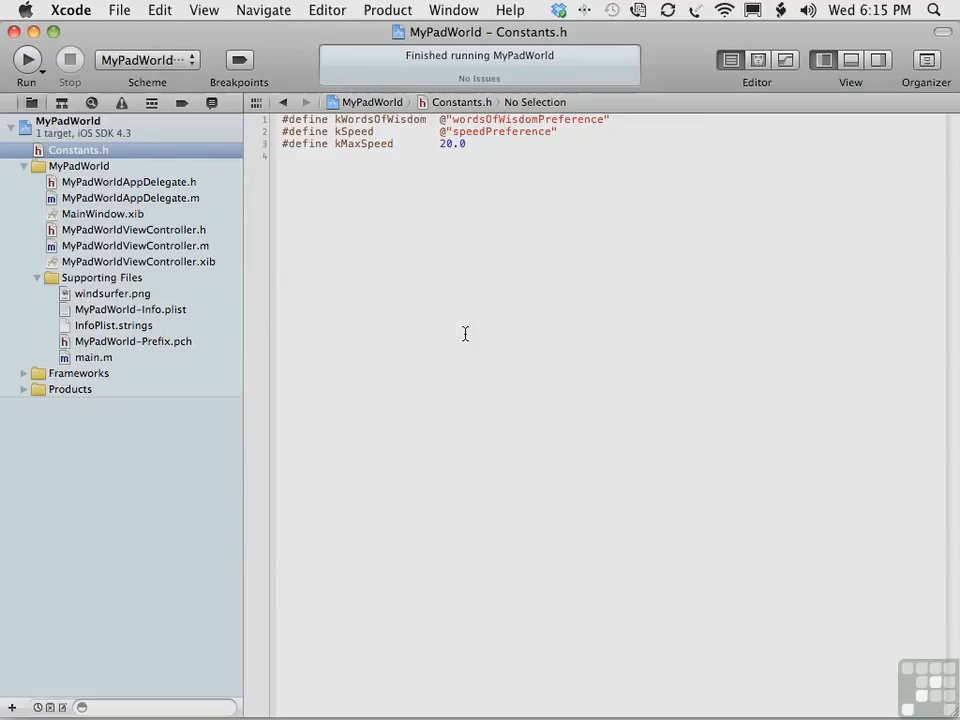 Xcode File Edit View Navigate Editor Product Window Help Wed 6:15 PM
MyPadWorld – Constants.h
Run Stop MyPadWorld··· Scheme Breakpoints
Finished running MyPadWorld
No Issues
Editor View Organizer
MyPadWorld Constants.h No Selection
MyPadWorld
1 target, iOS SDK 4.3
Constants.h
MyPadWorld
MyPadWorldAppDelegate.h
MyPadWorldAppDelegate.m
MainWindow.xib
MyPadWorldViewController.h
MyPadWorldViewController.m
MyPadWorldViewController.xib
Supporting Files
windsurfer.png
MyPadWorld-Info.plist
InfoPlist.strings
MyPadWorld-Prefix.pch
main.m
Frameworks
Products
1 #define kWordsOfWisdom @"wordsOfWisdomPreference"
2 #define kSpeed @"speedPreference"
3 #define kMaxSpeed 20.0
4